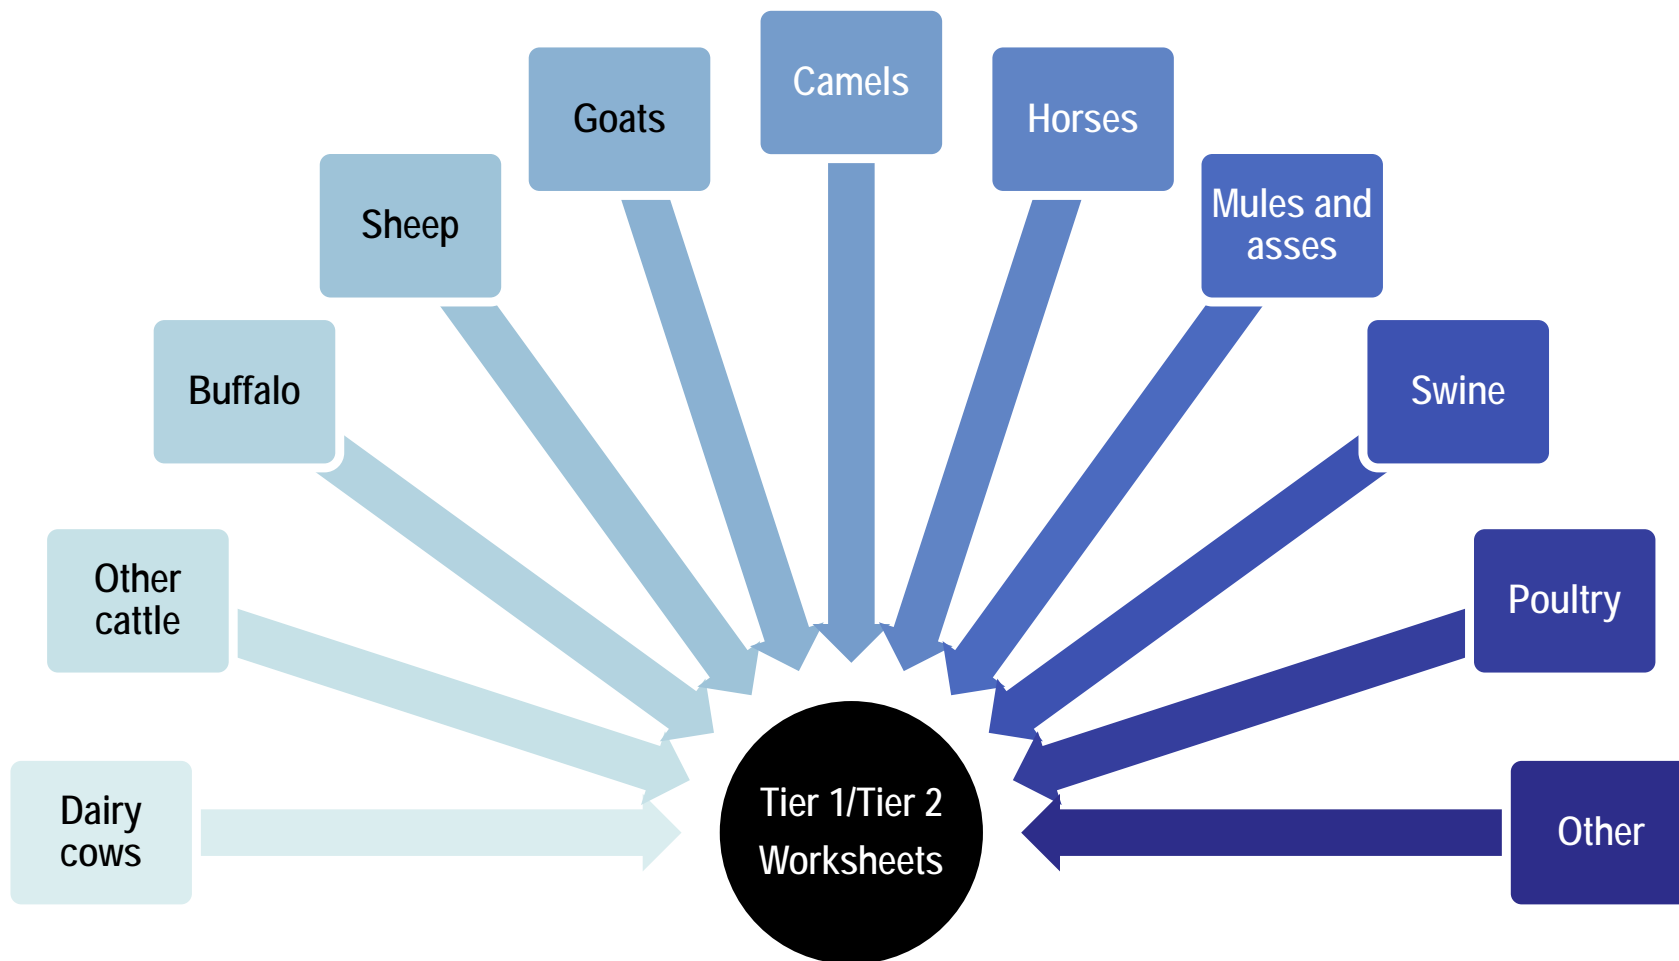 Dairy
cows
Other
cattle
Buffalo
Sheep
Goats
Camels
Horses
Mules and
asses
Swine
Poultry
Other
Tier 1/Tier 2
Worksheets